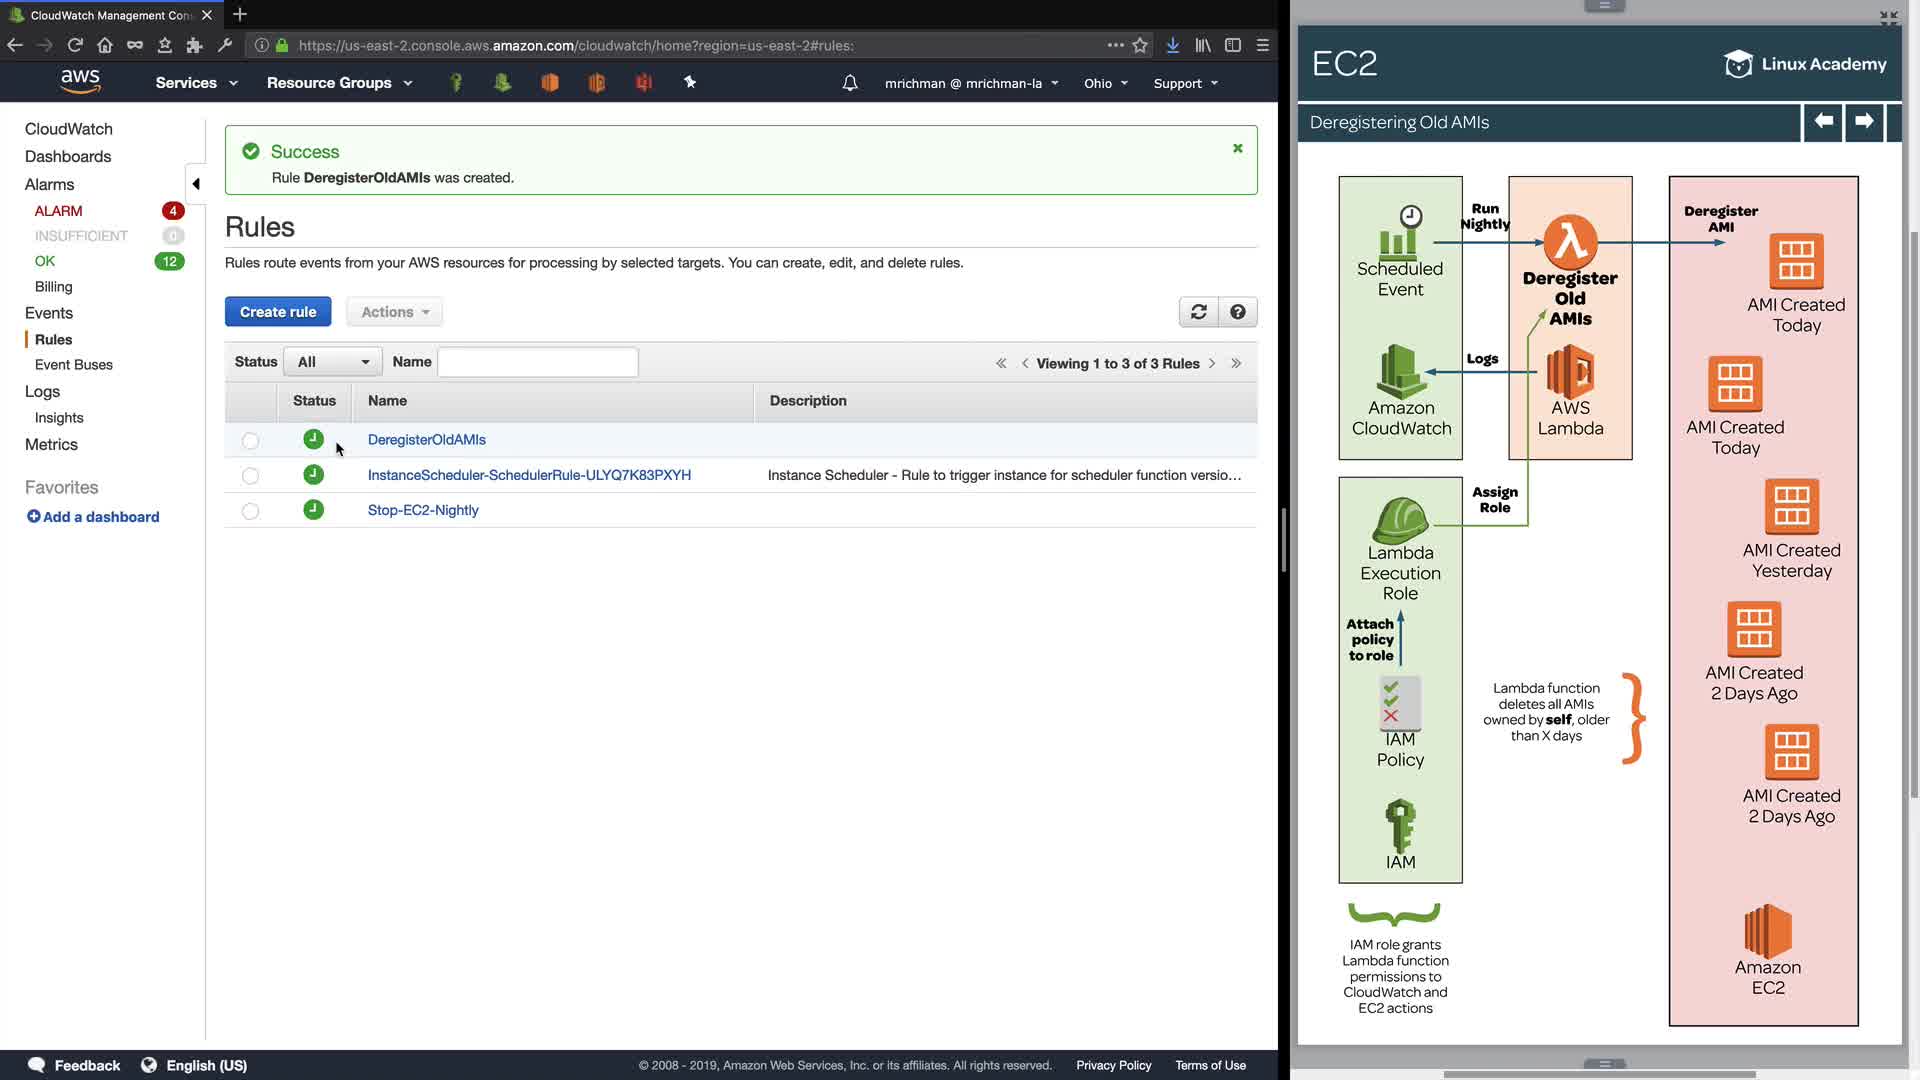 CloudWatch Management Con
https://us-east-2.console.aws.amazon.com/cloudwatch/home?region=us-east-2#rules:
aws
Services
Resource Groups
mrichman @ mrichman-la
Ohio
Support
CloudWatch
Dashboards
Alarms
ALARM
4
INSUFFICIENT
0
OK
12
Billing
Events
Rules
Event Buses
Logs
Insights
Metrics
Favorites
Add a dashboard
Success
Rule DeregisterOldAMIs was created.
Rules
Rules route events from your AWS resources for processing by selected targets. You can create, edit, and delete rules.
Create rule
Actions
Status
All
Name
Viewing 1 to 3 of 3 Rules
Status
Name
Description
DeregisterOldAMIs
InstanceScheduler-SchedulerRule-ULYQ7K83PXYH
Instance Scheduler - Rule to trigger instance for scheduler function versio...
Stop-EC2-Nightly
Feedback
English (US)
© 2008 - 2019, Amazon Web Services, Inc. or its affiliates. All rights reserved.
Privacy Policy
Terms of Use
EC2
Linux Academy
Deregistering Old AMIs
Scheduled
Event
Run
Nightly
Deregister
Old
AMIs
Deregister
AMI
AMI Created
Today
Amazon
CloudWatch
Logs
AWS
Lambda
AMI Created
Today
Lambda
Execution
Role
Assign
Role
AMI Created
Yesterday
Attach
policy
to role
AMI Created
2 Days Ago
IAM
Policy
Lambda function
deletes all AMIs
owned by self, older
than X days
AMI Created
2 Days Ago
IAM
IAM role grants
Lambda function
permissions to
CloudWatch and
EC2 actions
Amazon
EC2